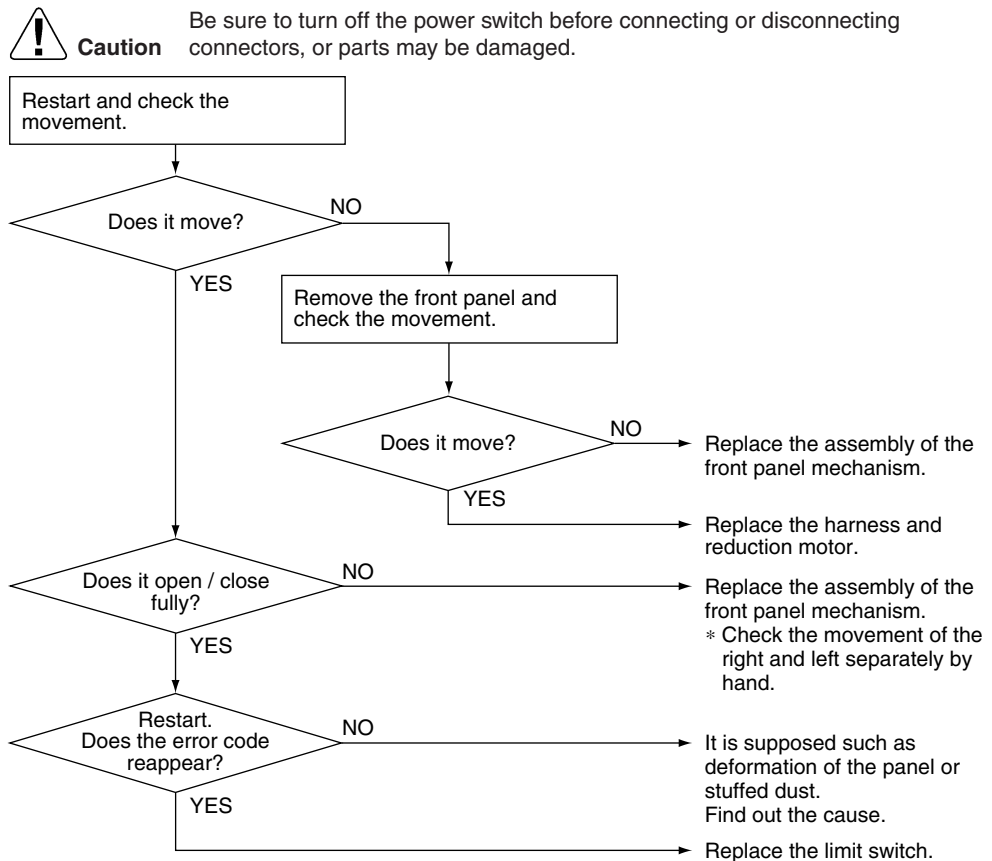 Be sure to turn off the power switch before connecting or disconnecting
Caution connectors, or parts may be damaged.
Restart and check the
movement.
Does it move?
NO
YES
Remove the front panel and
check the movement.
Does it move?
NO
Replace the assembly of the
front panel mechanism.
YES
Replace the harness and
reduction motor.
Does it open / close
fully?
NO
Replace the assembly of the
front panel mechanism.
* Check the movement of the
right and left separately by
hand.
YES
Restart.
Does the error code
reappear?
NO
It is supposed such as
deformation of the panel or
stuffed dust.
Find out the cause.
YES
Replace the limit switch.